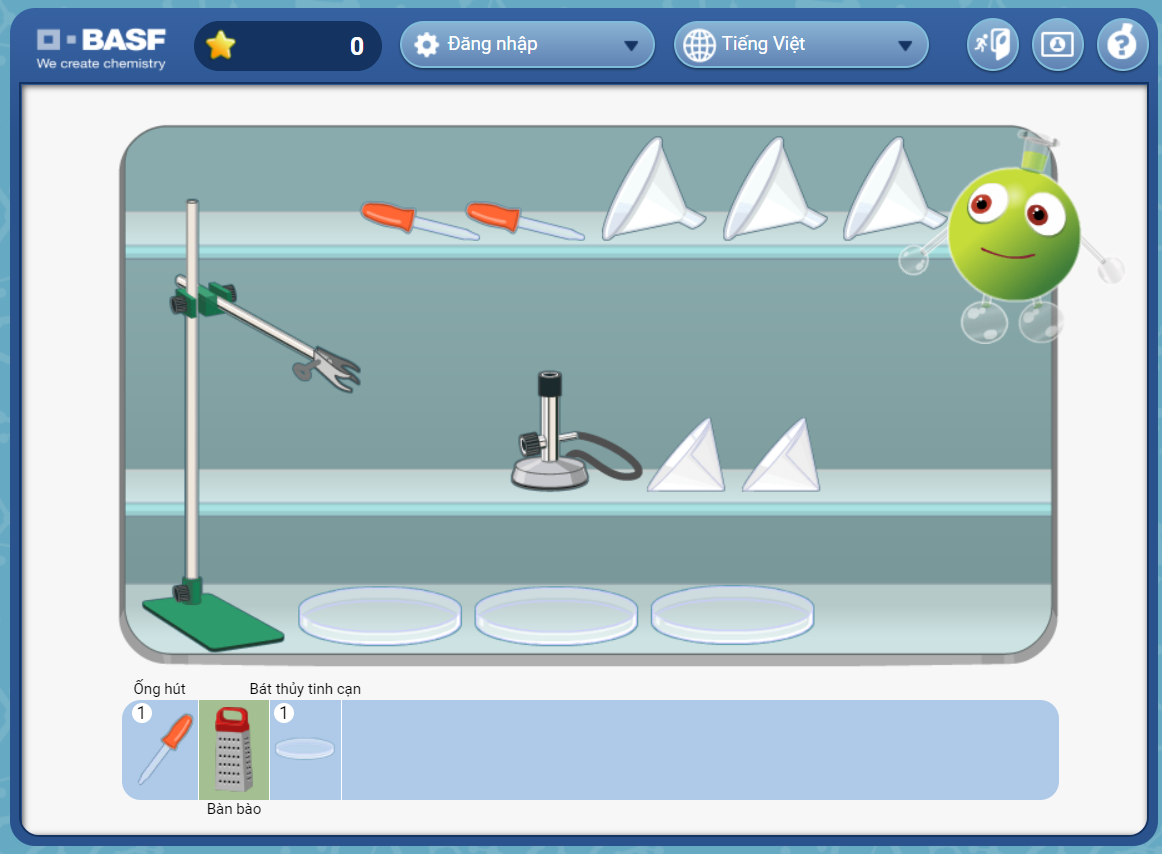 BASF
We create chemistry
0
Đăng nhập
Tiếng Việt
?
Ống hút
Bát thủy tinh cạn
1
1
Bàn bào